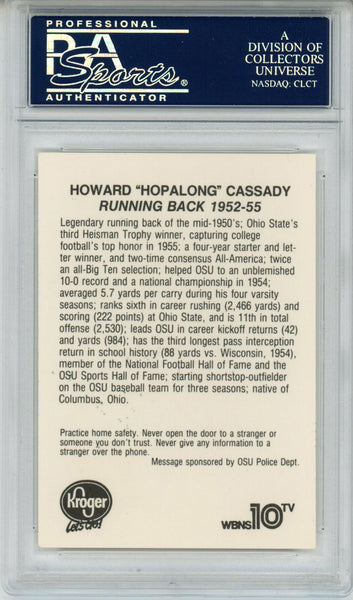 PROFESSIONAL
PSA
Sports®
AUTHENTICATOR
A
DIVISION OF
COLLECTORS
UNIVERSE
NASDAQ: CLCT
HOWARD "HOPALONG" CASSADY
RUNNING BACK 1952-55
Legendary running back of the mid-1950's; Ohio State's
third Heisman Trophy winner, capturing college
football's top honor in 1955: a four-year starter and let-
ter winner, and two-time consensus All-America; twice
an all-Big Ten selection; helped OSU to an unblemished
10-0 record and a national championship in 1954;
averaged 5.7 yards per carry during his four varsity
seasons; ranks sixth in career rushing (2,466 yards) and
scoring (222 points) at Ohio State, and is 11th in total
offense (2,530); leads OSU in career kickoff returns (42)
and yards (984); has the third longest pass interception
return in school history (88 yards vs. Wisconsin, 1954),
member of the National Football Hall of Fame and the
OSU Sports Hall of Fame; starting shortstop-outfielder
on the OSU baseball team for three seasons; native of
Columbus, Ohio.
Practice home safety. Never open the door to a stranger or
someone you don't trust. Never give any information to a
stranger over the phone.
Message sponsored by OSU Police Dept.
Kroger
Let's Go!
WBNS 10 TV